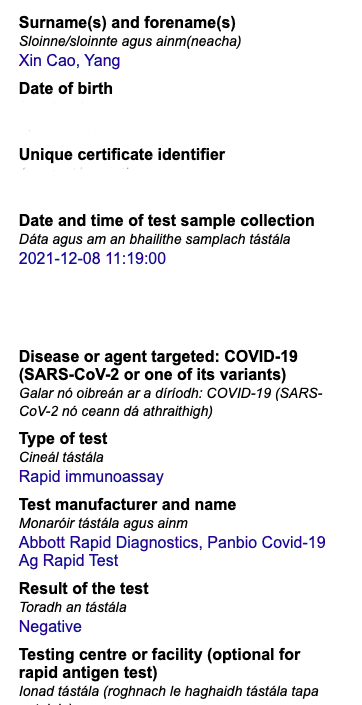 Surname(s) and forename(s)
Sloinne/sloinnte agus ainm(neacha)
Xin Cao, Yang
Date of birth
Unique certificate identifier
Date and time of test sample collection
Dáta agus am an bhailithe samplach tástála
2021-12-08 11:19:00
Disease or agent targeted: COVID-19
(SARS-CoV-2 or one of its variants)
Galar nó oibreán ar a díríodh: COVID-19 (SARS-
CoV-2 nó ceann dá athraithigh)
Type of test
Cineál tástála
Rapid immunoassay
Test manufacturer and name
Monaróir tástála agus ainm
Abbott Rapid Diagnostics, Panbio Covid-19
Ag Rapid Test
Result of the test
Toradh an tástála
Negative
Testing centre or facility (optional for
rapid antigen test)
Ionad tástála (roghnach le haghaidh tástála tapa